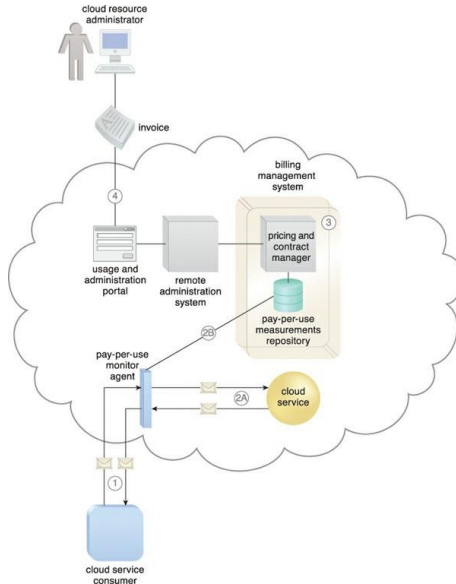 cloud resource
administrator
invoice
billing
management
system
4
3
pricing and
contract
manager
usage and
administration
portal
remote
administration
system
pay-per-use
measurements
repository
2B
pay-per-use
monitor
agent
cloud
service
2A
1
cloud service
consumer